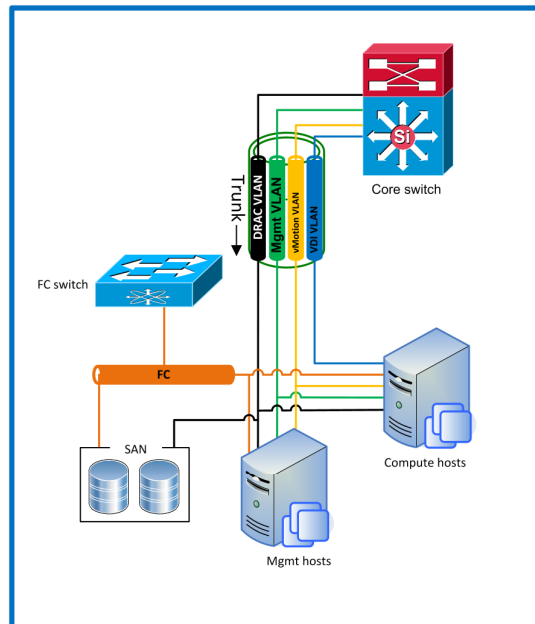 Si
Core switch
Trunk
DRAC VLAN
Mgmt VLAN
vMotion VLAN
VDI VLAN
FC switch
FC
SAN
Compute hosts
Mgmt hosts